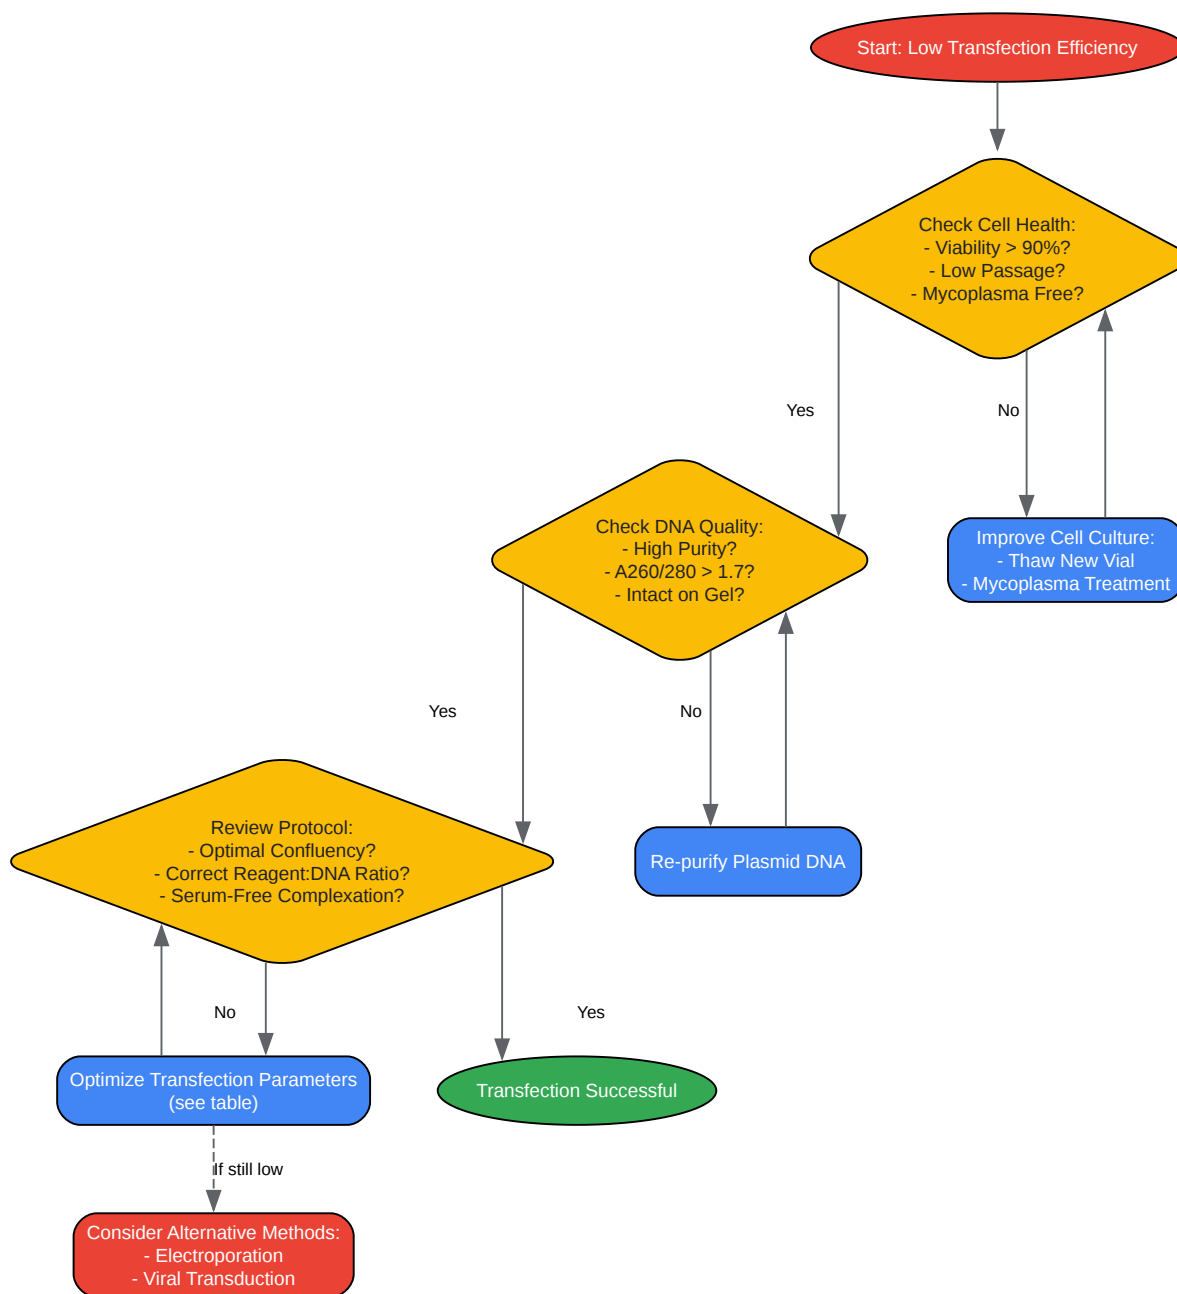 Start: Low Transfection Efficiency
Check Cell Health:
- Viability > 90%?
- Low Passage?
- Mycoplasma Free?
Yes
No
Check DNA Quality:
- High Purity?
- A260/280 > 1.7?
- Intact on Gel?
Improve Cell Culture:
- Thaw New Vial
- Mycoplasma Treatment
Yes
No
Review Protocol:
- Optimal Confluency?
- Correct Reagent:DNA Ratio?
- Serum-Free Complexation?
Re-purify Plasmid DNA
No
Yes
Optimize Transfection Parameters
(see table)
Transfection Successful
If still low
Consider Alternative Methods:
- Electroporation
- Viral Transduction